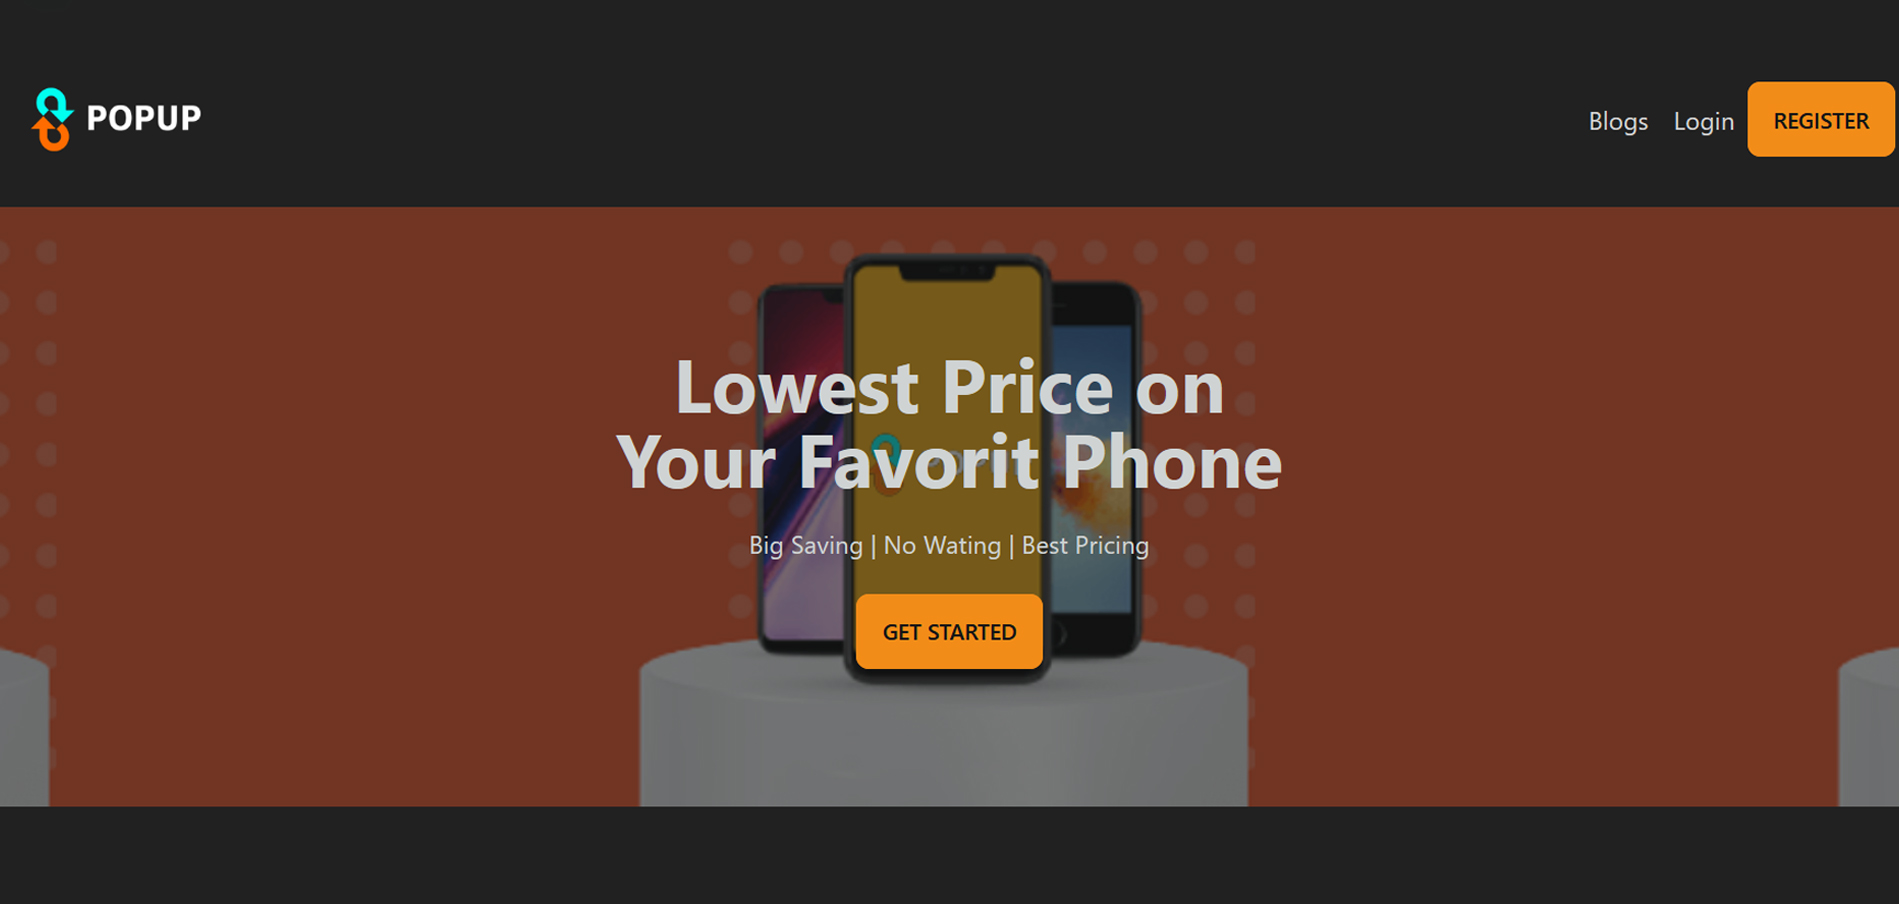 POPUP
Blogs
Login
REGISTER
Lowest Price on
Your Favorit Phone
Big Saving | No Wating | Best Pricing
GET STARTED